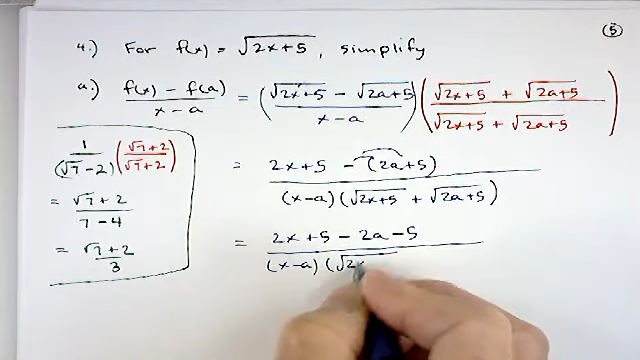 ⑤
4.) For f(x) = √(2x+5), simplify
a.) (f(x) - f(a))/(x-a) = ((√(2x+5) - √(2a+5))/(x-a)) ((√(2x+5) + √(2a+5))/(√(2x+5) + √(2a+5)))
1/(√7-2) ((√7+2)/(√7+2))
= (√7+2)/(7-4)
= (√7+2)/3
= (2x+5 - (2a+5))/((x-a)(√(2x+5) + √(2a+5)))
= (2x+5-2a-5)/((x-a)(√2x